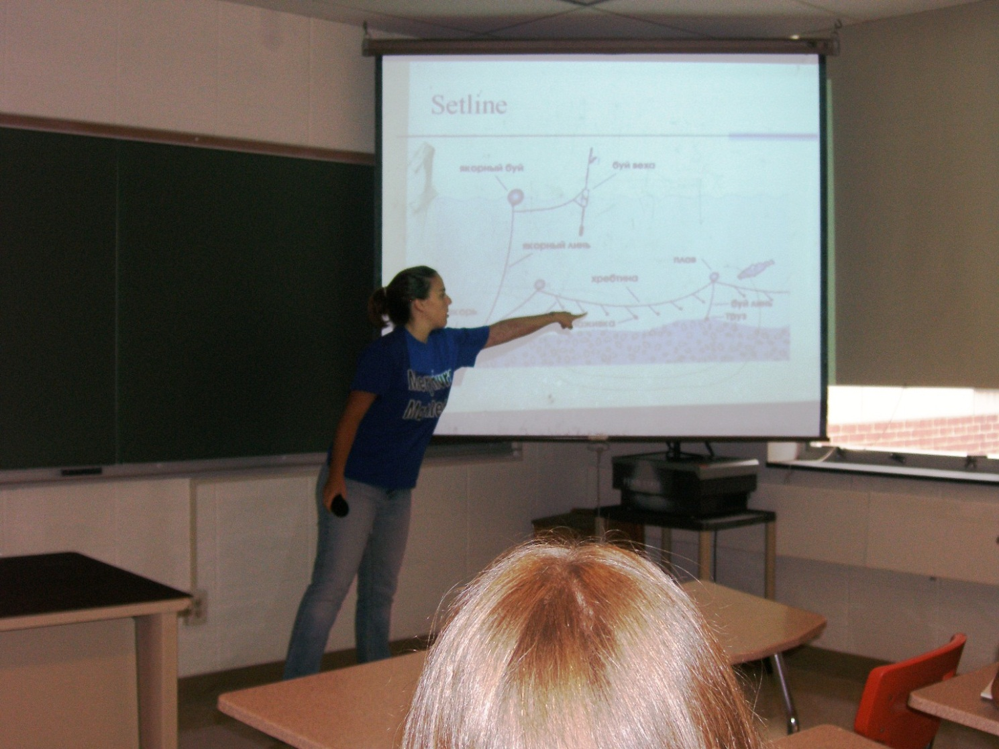 Setline
якорный буй
буй веха
якорный линь
плав
хребтина
буй линь
груз